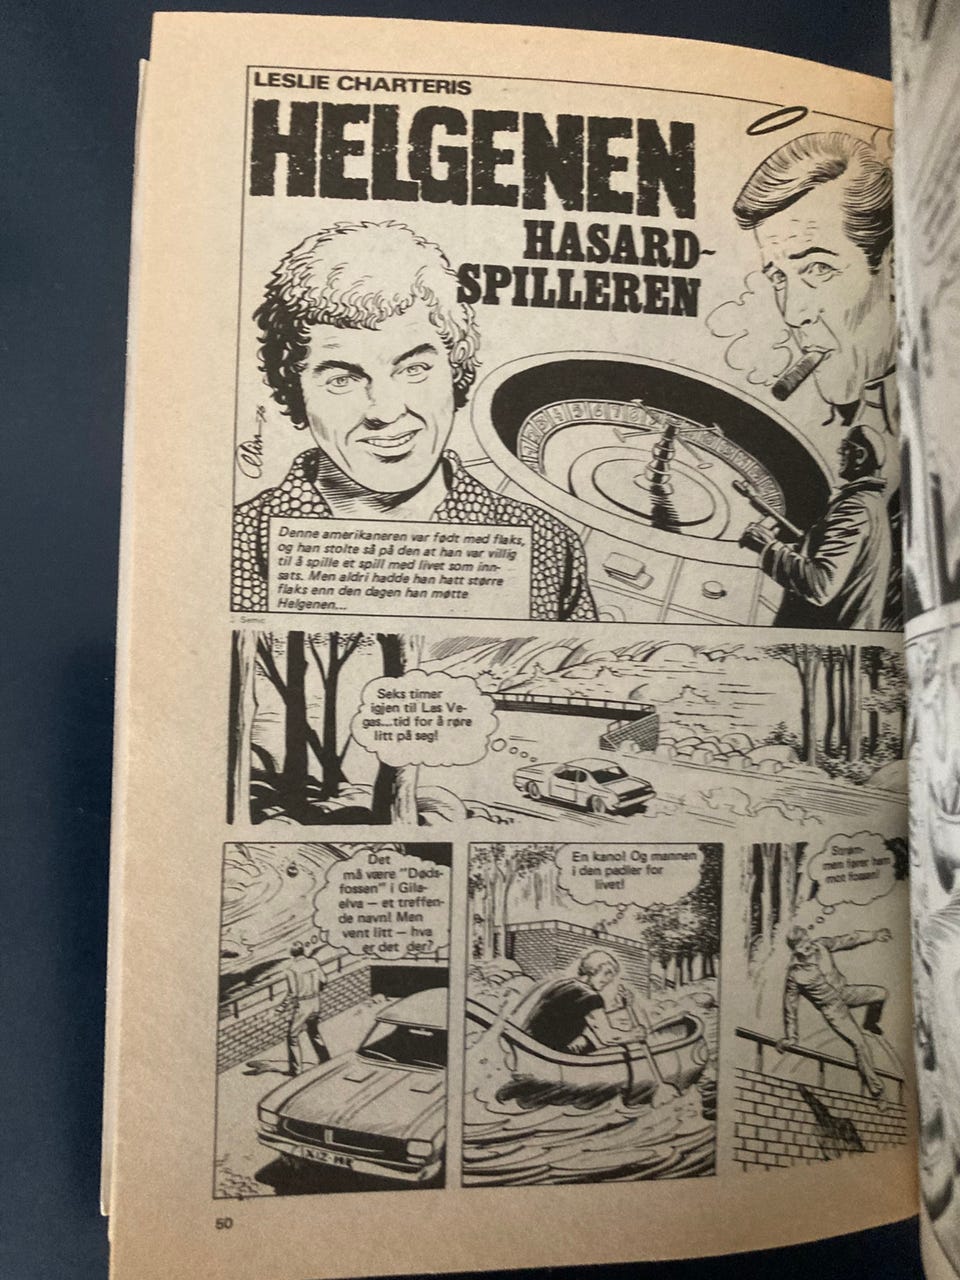 LESLIE CHARTERIS
HELGENEN
HASARD-
SPILLEREN
Denne amerikaneren var født med flaks,
og han stolte så på den at han var villig
til å spille et spill med livet som inn-
sats. Men aldri hadde han hatt større
flaks enn den dagen han møtte
Helgenen...
Semic
Seks timer
igjen til Las Ve-
gas...tid for å røre
litt på seg!
Det
må være "Døds-
fossen" i Gila-
elva — et treffen-
de navn! Men
vent litt — hva
er det der?
En kano! Og mannen
i den padler for
livet!
Strøm-
men fører ham
mot fossen!
50